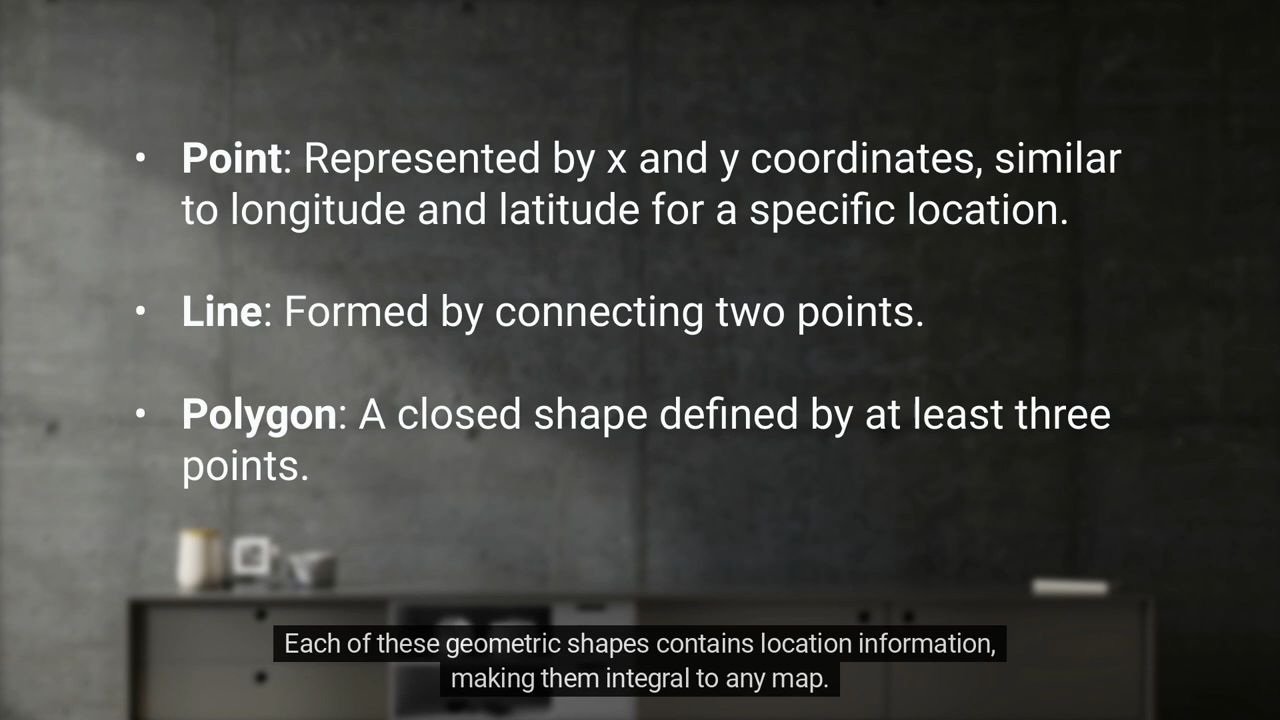 • Point: Represented by x and y coordinates, similar
to longitude and latitude for a specific location.
• Line: Formed by connecting two points.
• Polygon: A closed shape defined by at least three
points.
Each of these geometric shapes contains location information,
making them integral to any map.